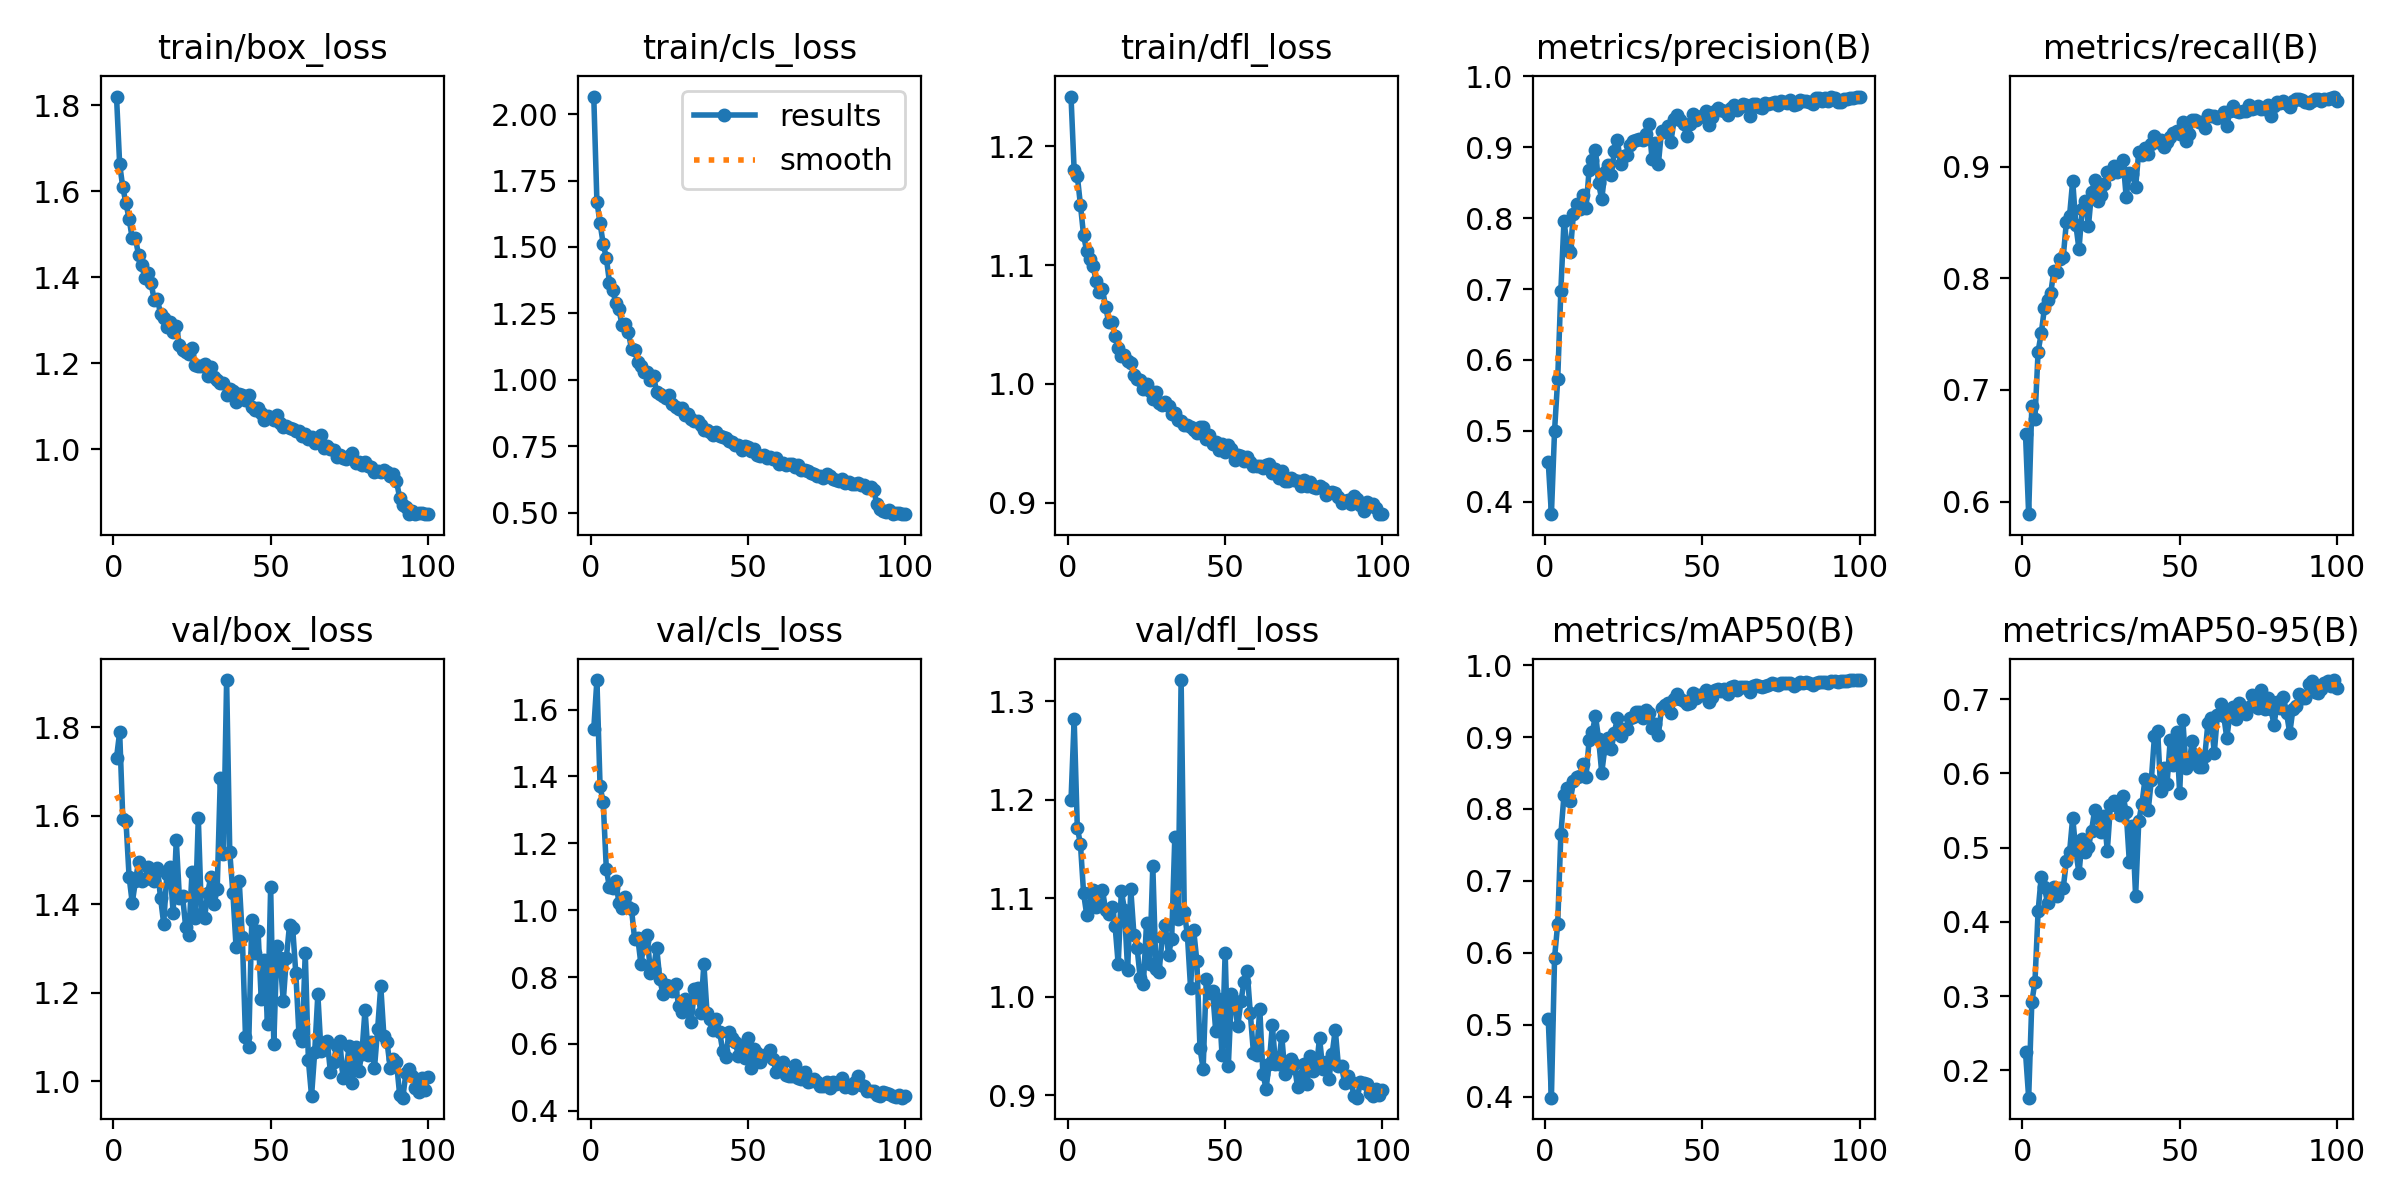 train/box_loss
train/cls_loss
train/dfl_loss
metrics/precision(B)
metrics/recall(B)
1.8
1.6
1.4
1.2
1.0
0 50 100
2.00
1.75
1.50
1.25
1.00
0.75
0.50
results
smooth
0 50 100
1.2
1.1
1.0
0.9
0 50 100
1.0
0.9
0.8
0.7
0.6
0.5
0.4
0 50 100
0.9
0.8
0.7
0.6
0 50 100
val/box_loss
val/cls_loss
val/dfl_loss
metrics/mAP50(B)
metrics/mAP50-95(B)
1.8
1.6
1.4
1.2
1.0
0 50 100
1.6
1.4
1.2
1.0
0.8
0.6
0.4
0 50 100
1.3
1.2
1.1
1.0
0.9
0 50 100
1.0
0.9
0.8
0.7
0.6
0.5
0.4
0 50 100
0.7
0.6
0.5
0.4
0.3
0.2
0 50 100